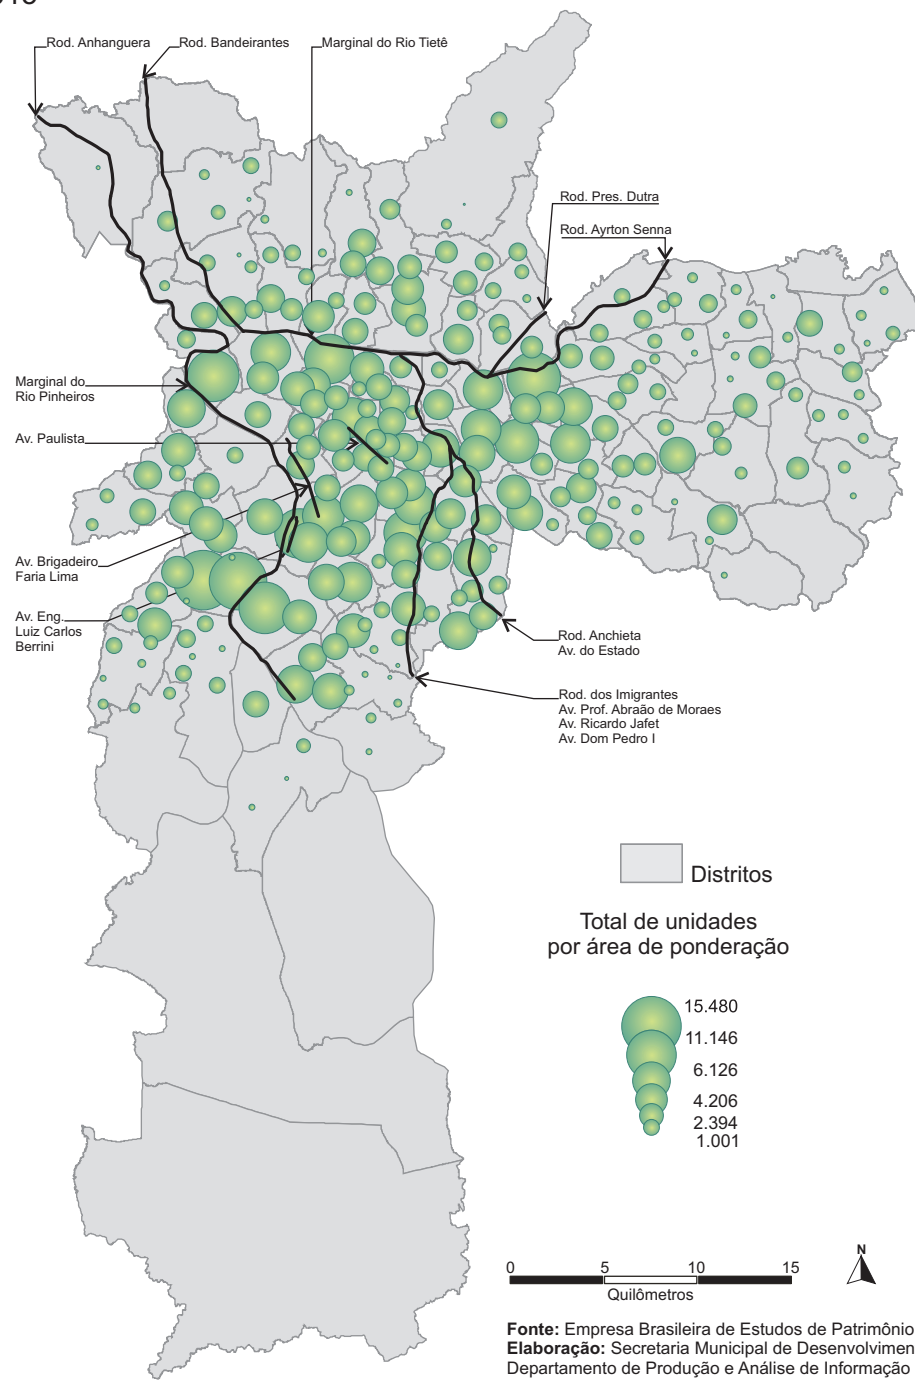 Rod. Anhanguera
Rod. Bandeirantes
Marginal do Rio Tietê
Rod. Pres. Dutra
Rod. Ayrton Senna
Marginal do
Rio Pinheiros
Av. Paulista
Av. Brigadeiro
Faria Lima
Av. Eng.
Luiz Carlos
Berrini
Rod. Anchieta
Av. do Estado
Rod. dos Imigrantes
Av. Prof. Abraão de Moraes
Av. Ricardo Jafet
Av. Dom Pedro I
Distritos
Total de unidades
por área de ponderação
15.480
11.146
6.126
4.206
2.394
1.001
N
0 5 10 15
Quilômetros
Fonte: Empresa Brasileira de Estudos de Patrimônio
Elaboração: Secretaria Municipal de Desenvolvimen
Departamento de Produção e Análise de Informação